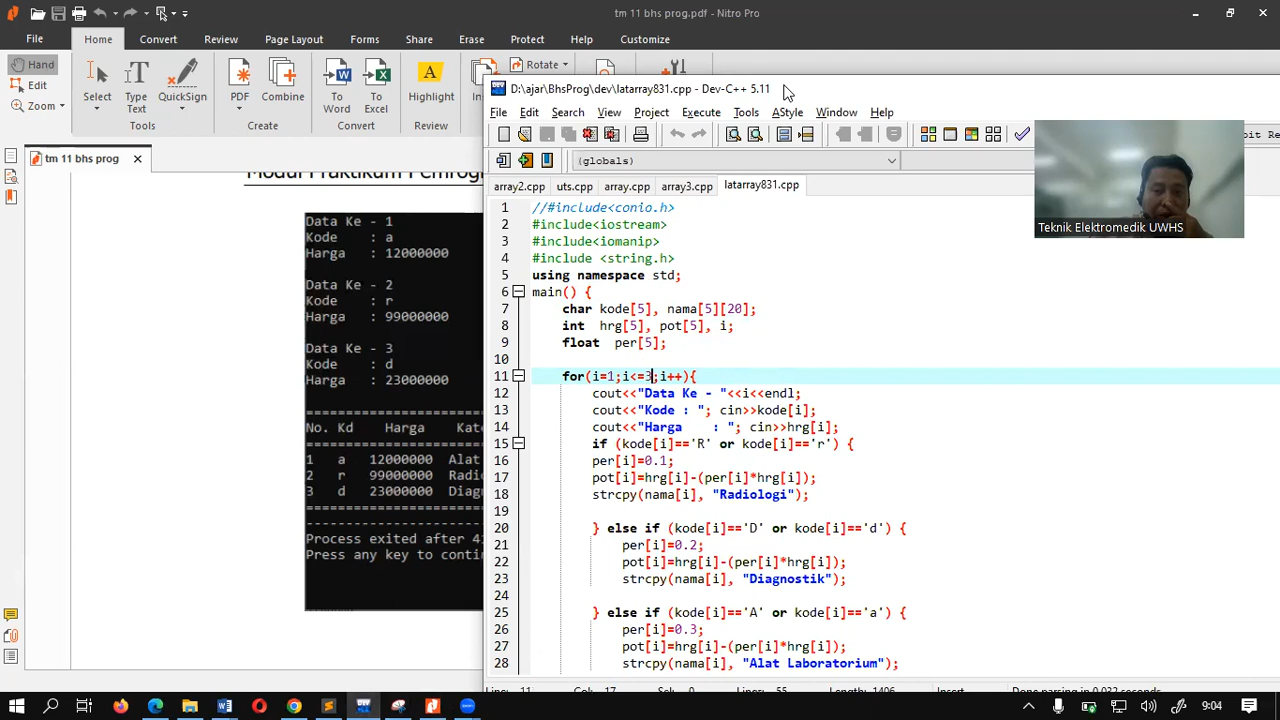 tm 11 bhs prog.pdf - Nitro Pro
File Home Convert Review Page Layout Forms Share Erase Protect Help Customize
Hand
Edit
Zoom
Select
Type Text
QuickSign
PDF
Combine
To Word
To Excel
Highlight
Rotate
Tools
Create
Convert
Review
tm 11 bhs prog
Modul Praktikum
Data Ke - 1
Kode : a
Harga : 12000000
Data Ke - 2
Kode : r
Harga : 99000000
Data Ke - 3
Kode : d
Harga : 23000000
================
No. Kd Harga Kate
================
1 a 12000000 Alat
2 r 99000000 Radio
3 d 23000000 Diagn
================
Process exited after 4
Press any key to contin
D:\ajar\BhsProg\dev\latarray831.cpp - Dev-C++ 5.11
File Edit Search View Project Execute Tools AStyle Window Help
(globals)
array2.cpp uts.cpp array.cpp array3.cpp latarray831.cpp
1 //#include<conio.h>
2 #include<iostream>
3 #include<iomanip>
4 #include <string.h>
5 using namespace std;
6 main() {
7 char kode[5], nama[5][20];
8 int hrg[5], pot[5], i;
9 float per[5];
10
11 for(i=1;i<=3;i++){
12 cout<<"Data Ke - "<<i<<endl;
13 cout<<"Kode : "; cin>>kode[i];
14 cout<<"Harga : "; cin>>hrg[i];
15 if (kode[i]=='R' or kode[i]=='r') {
16 per[i]=0.1;
17 pot[i]=hrg[i]-(per[i]*hrg[i]);
18 strcpy(nama[i], "Radiologi");
19
20 } else if (kode[i]=='D' or kode[i]=='d') {
21 per[i]=0.2;
22 pot[i]=hrg[i]-(per[i]*hrg[i]);
23 strcpy(nama[i], "Diagnostik");
24
25 } else if (kode[i]=='A' or kode[i]=='a') {
26 per[i]=0.3;
27 pot[i]=hrg[i]-(per[i]*hrg[i]);
28 strcpy(nama[i], "Alat Laboratorium");
Teknik Elektromedik UWHS
9:04